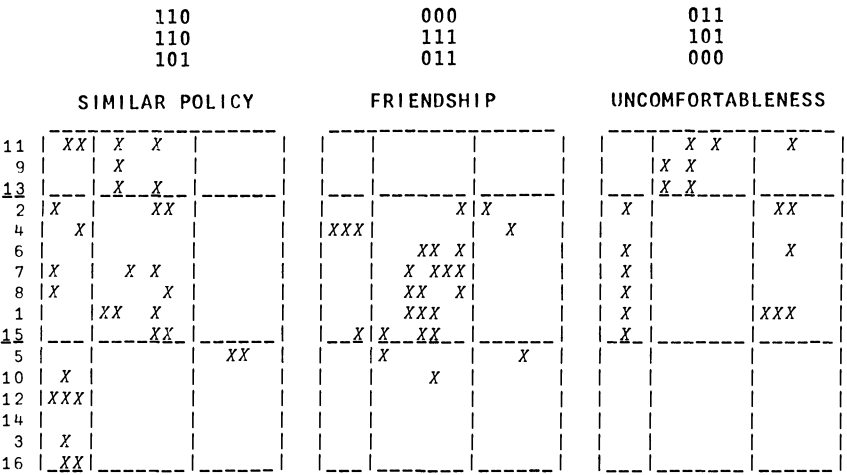 110 000 011
110 111 101
101 011 000
SIMILAR POLICY FRIENDSHIP UNCOMFORTABLENESS
11 XX X X X X X
9 X X X
13 X X X X
2 X XX X X X XX
4 X XXX X
6 XX X X X
7 X X X X XXX X
8 X X XX X X
1 XX X XXX X XXX
15 XX X X XX X
5 XX X X
10 X X
12 XXX
14
3 X
16 XX